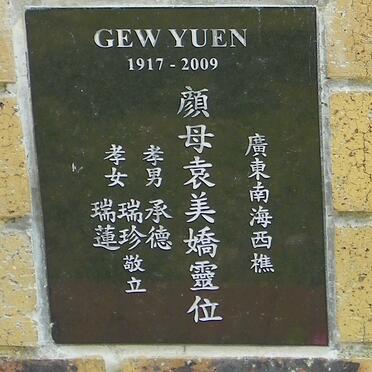 GEW YUEN
1917 - 2009
廣東南海西樵
顔母袁美嬌靈位
孝男 承德
孝女 瑞珍 瑞蓮
敬立